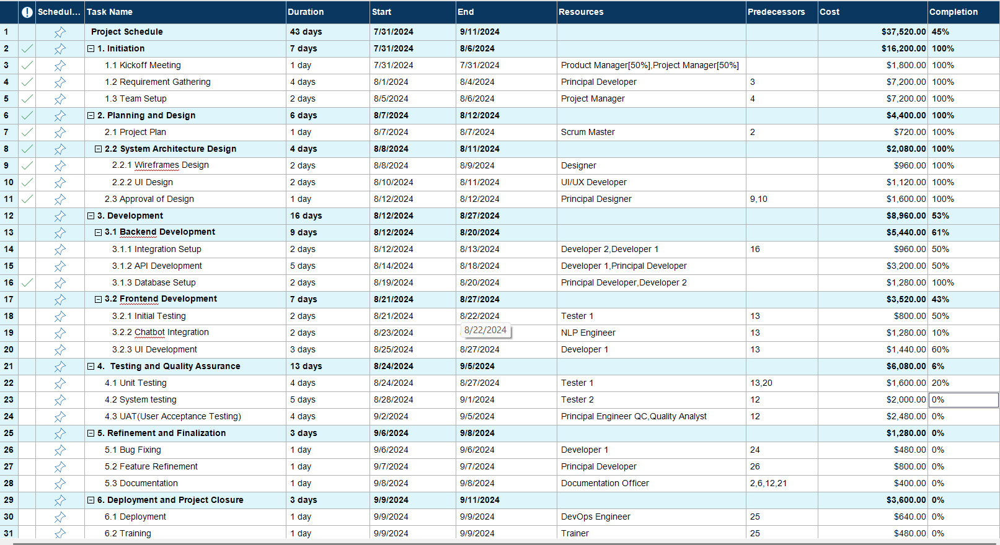 ! Schedul... Task Name Duration Start End Resources Predecessors Cost Completion
1 Project Schedule 43 days 7/31/2024 9/11/2024 $37,520.00 45%
2 1. Initiation 7 days 7/31/2024 8/6/2024 $16,200.00 100%
3 1.1 Kickoff Meeting 1 day 7/31/2024 7/31/2024 Product Manager[50%],Project Manager[50%] $1,800.00 100%
4 1.2 Requirement Gathering 4 days 8/1/2024 8/4/2024 Principal Developer 3 $7,200.00 100%
5 1.3 Team Setup 2 days 8/5/2024 8/6/2024 Project Manager 4 $7,200.00 100%
6 2. Planning and Design 6 days 8/7/2024 8/12/2024 $4,400.00 100%
7 2.1 Project Plan 1 day 8/7/2024 8/7/2024 Scrum Master 2 $720.00 100%
8 2.2 System Architecture Design 4 days 8/8/2024 8/11/2024 $2,080.00 100%
9 2.2.1 Wireframes Design 2 days 8/8/2024 8/9/2024 Designer $960.00 100%
10 2.2.2 UI Design 2 days 8/10/2024 8/11/2024 UI/UX Developer $1,120.00 100%
11 2.3 Approval of Design 1 day 8/12/2024 8/12/2024 Principal Designer 9,10 $1,600.00 100%
12 3. Development 16 days 8/12/2024 8/27/2024 $8,960.00 53%
13 3.1 Backend Development 9 days 8/12/2024 8/20/2024 $5,440.00 61%
14 3.1.1 Integration Setup 2 days 8/12/2024 8/13/2024 Developer 2,Developer 1 16 $960.00 50%
15 3.1.2 API Development 5 days 8/14/2024 8/18/2024 Developer 1,Principal Developer $3,200.00 50%
16 3.1.3 Database Setup 2 days 8/19/2024 8/20/2024 Principal Developer,Developer 2 $1,280.00 100%
17 3.2 Frontend Development 7 days 8/21/2024 8/27/2024 $3,520.00 43%
18 3.2.1 Initial Testing 2 days 8/21/2024 8/22/2024 Tester 1 13 $800.00 50%
19 3.2.2 Chatbot Integration 2 days 8/23/2024 8/22/2024 NLP Engineer 13 $1,280.00 10%
20 3.2.3 UI Development 3 days 8/25/2024 8/27/2024 Developer 1 13 $1,440.00 60%
21 4. Testing and Quality Assurance 13 days 8/24/2024 9/5/2024 $6,080.00 6%
22 4.1 Unit Testing 4 days 8/24/2024 8/27/2024 Tester 1 13,20 $1,600.00 20%
23 4.2 System testing 5 days 8/28/2024 9/1/2024 Tester 2 12 $2,000.00 0%
24 4.3 UAT(User Acceptance Testing) 4 days 9/2/2024 9/5/2024 Principal Engineer QC,Quality Analyst 12 $2,480.00 0%
25 5. Refinement and Finalization 3 days 9/6/2024 9/8/2024 $1,280.00 0%
26 5.1 Bug Fixing 1 day 9/6/2024 9/6/2024 Developer 1 24 $480.00 0%
27 5.2 Feature Refinement 1 day 9/7/2024 9/7/2024 Principal Developer 26 $800.00 0%
28 5.3 Documentation 1 day 9/8/2024 9/8/2024 Documentation Officer 2,6,12,21 $400.00 0%
29 6. Deployment and Project Closure 3 days 9/9/2024 9/11/2024 $3,600.00 0%
30 6.1 Deployment 1 day 9/9/2024 9/9/2024 DevOps Engineer 25 $640.00 0%
31 6.2 Training 1 day 9/9/2024 9/9/2024 Trainer 25 $480.00 0%